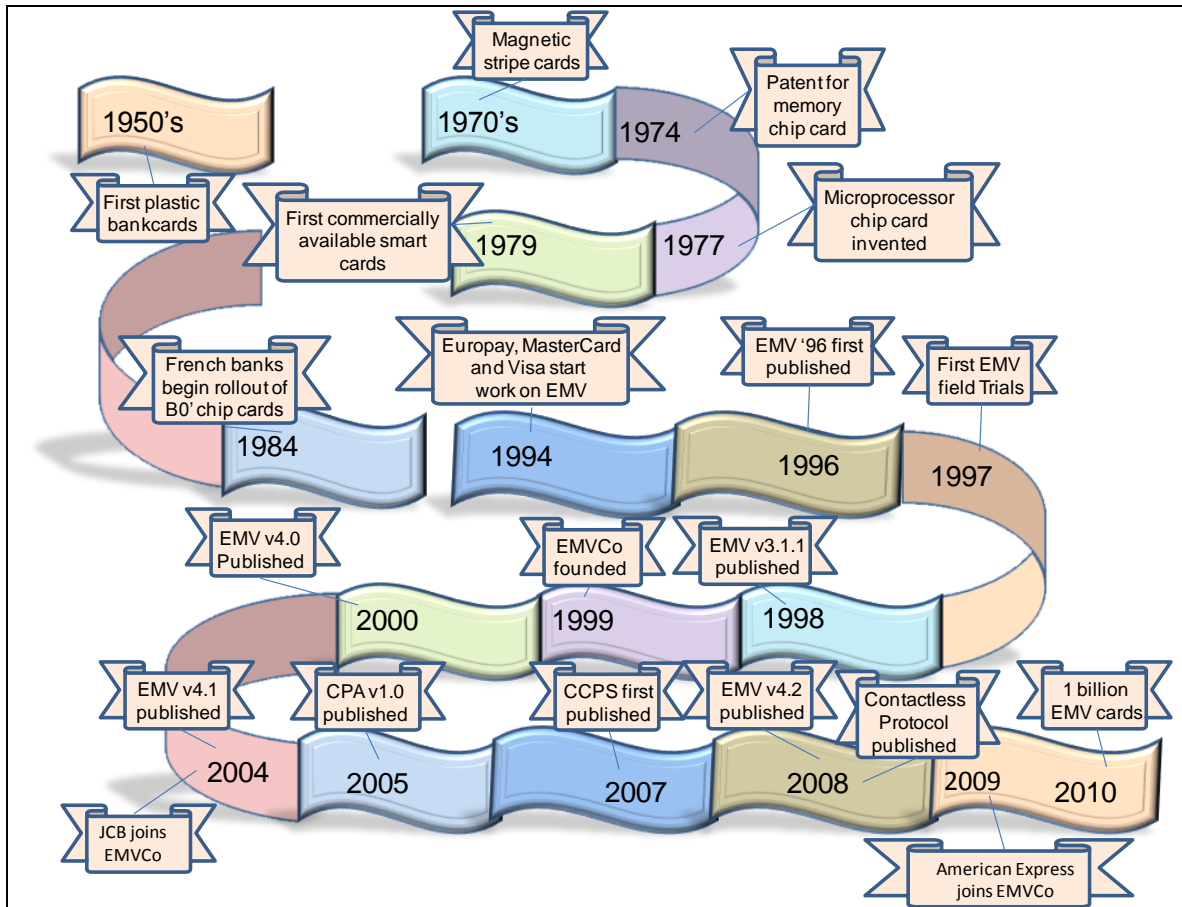 1950's
First plastic
bankcards
Magnetic
stripe cards
1970's
1974
Patent for
memory
chip card
Microprocessor
chip card
invented
1977
First commercially
available smart
cards
1979
French banks
begin rollout of
B0' chip cards
1984
Europay, MasterCard
and Visa start
work on EMV
1994
EMV '96 first
published
1996
First EMV
field Trials
1997
EMV v3.1.1
published
1998
EMVCo
founded
1999
EMV v4.0
Published
2000
EMV v4.1
published
2004
JCB joins
EMVCo
CPA v1.0
published
2005
CCPS first
published
2007
EMV v4.2
published
2008
Contactless
Protocol
published
2009
American Express
joins EMVCo
1 billion
EMV cards
2010